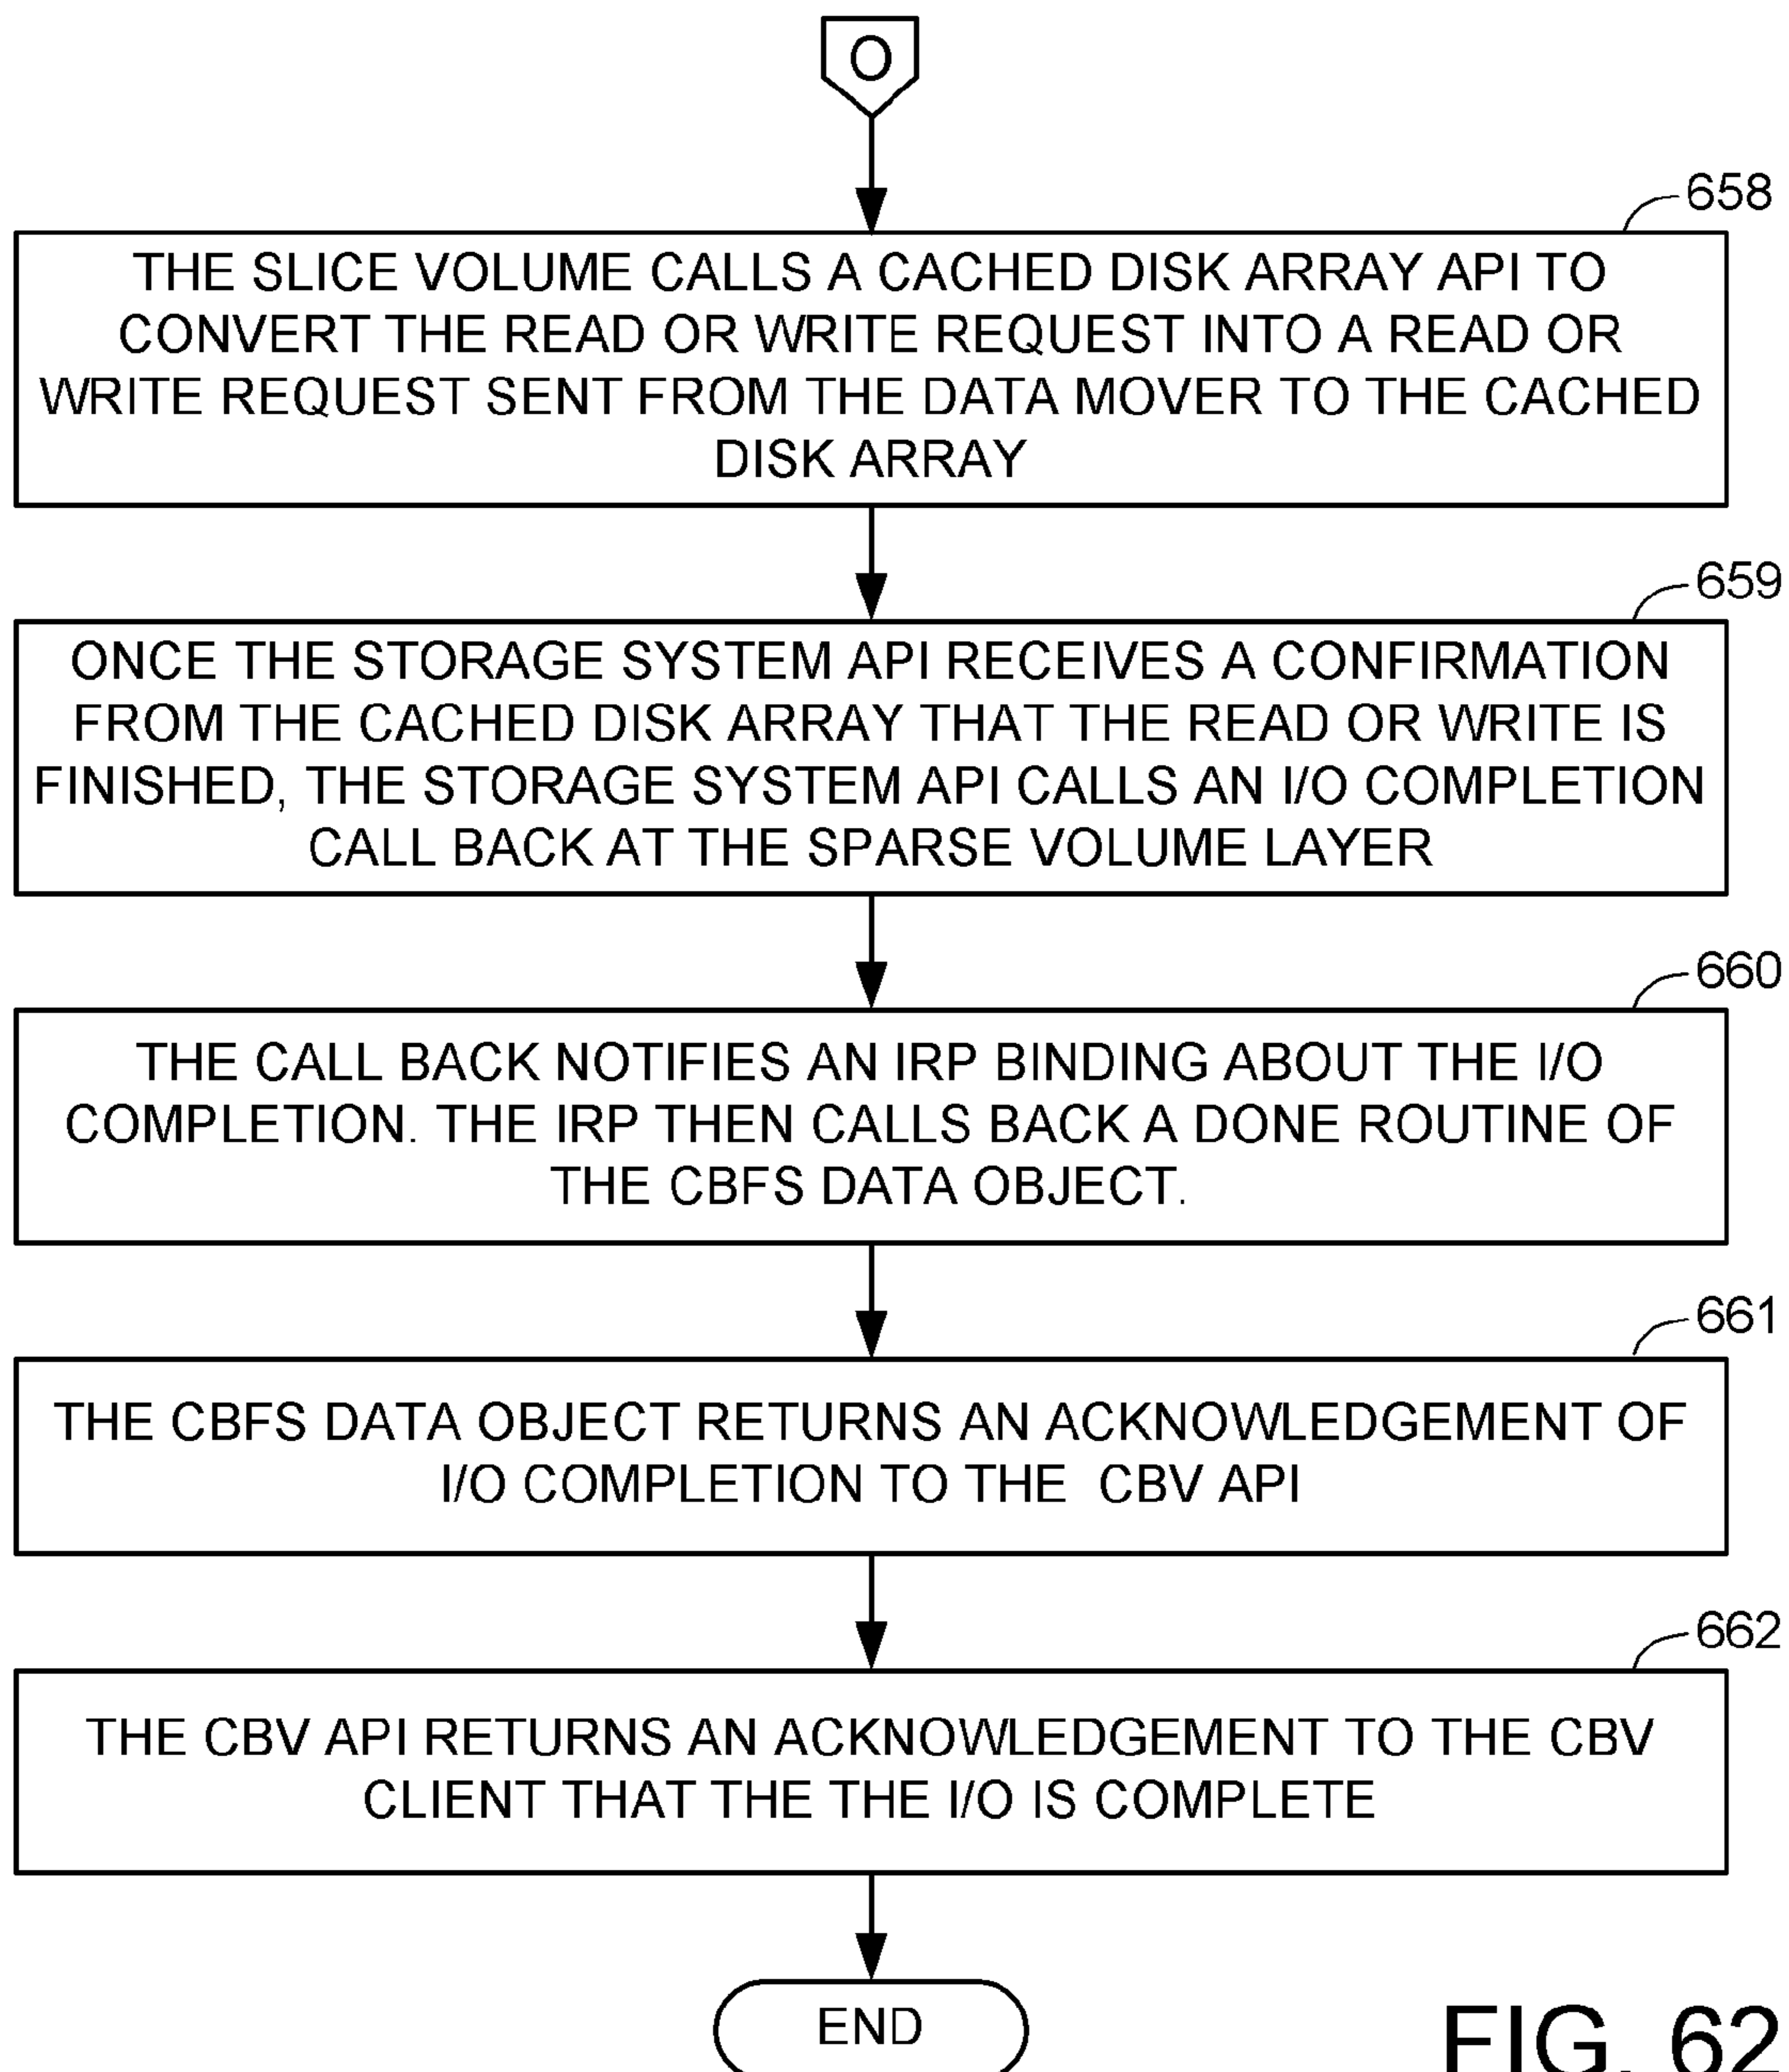 O
658
THE SLICE VOLUME CALLS A CACHED DISK ARRAY API TO
CONVERT THE READ OR WRITE REQUEST INTO A READ OR
WRITE REQUEST SENT FROM THE DATA MOVER TO THE CACHED
DISK ARRAY
659
ONCE THE STORAGE SYSTEM API RECEIVES A CONFIRMATION
FROM THE CACHED DISK ARRAY THAT THE READ OR WRITE IS
FINISHED, THE STORAGE SYSTEM API CALLS AN I/O COMPLETION
CALL BACK AT THE SPARSE VOLUME LAYER
660
THE CALL BACK NOTIFIES AN IRP BINDING ABOUT THE I/O
COMPLETION. THE IRP THEN CALLS BACK A DONE ROUTINE OF
THE CBFS DATA OBJECT.
661
THE CBFS DATA OBJECT RETURNS AN ACKNOWLEDGEMENT OF
I/O COMPLETION TO THE CBV API
662
THE CBV API RETURNS AN ACKNOWLEDGEMENT TO THE CBV
CLIENT THAT THE THE I/O IS COMPLETE
END
FIG. 62